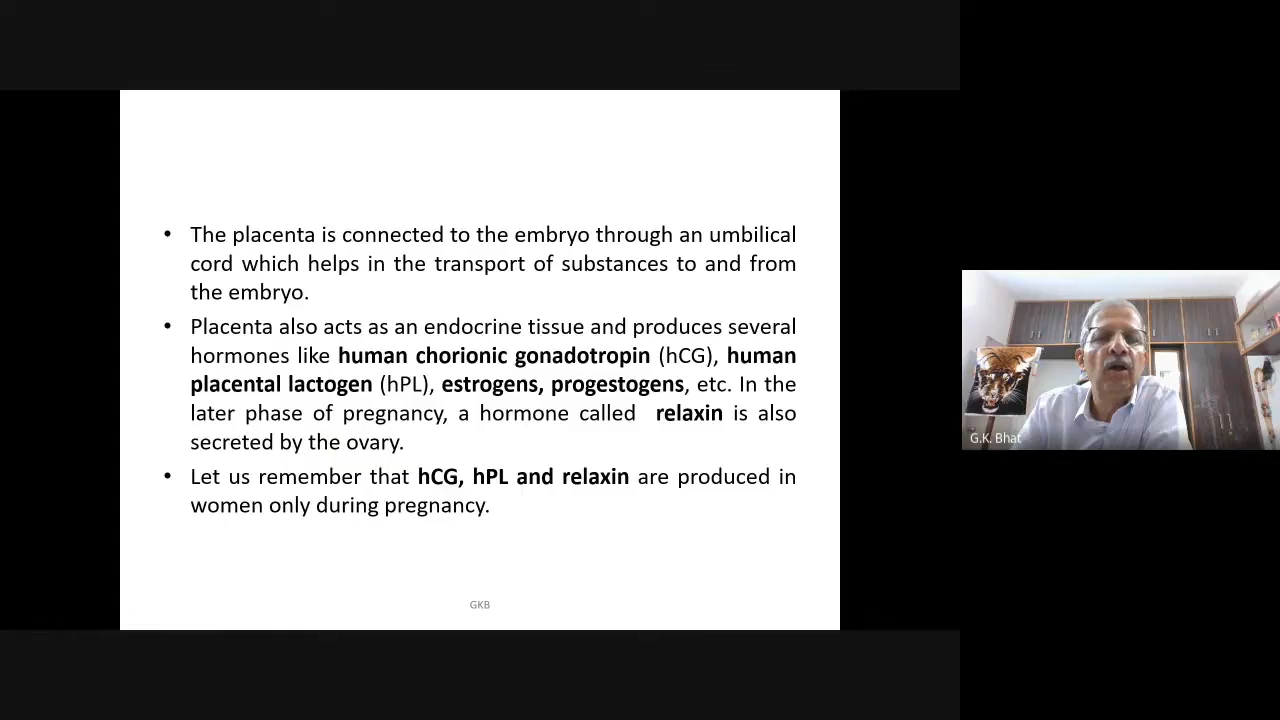 • The placenta is connected to the embryo through an umbilical
cord which helps in the transport of substances to and from
the embryo.
• Placenta also acts as an endocrine tissue and produces several
hormones like human chorionic gonadotropin (hCG), human
placental lactogen (hPL), estrogens, progestogens, etc. In the
later phase of pregnancy, a hormone called relaxin is also
secreted by the ovary.
• Let us remember that hCG, hPL and relaxin are produced in
women only during pregnancy.
GKB
G.K. Bhat